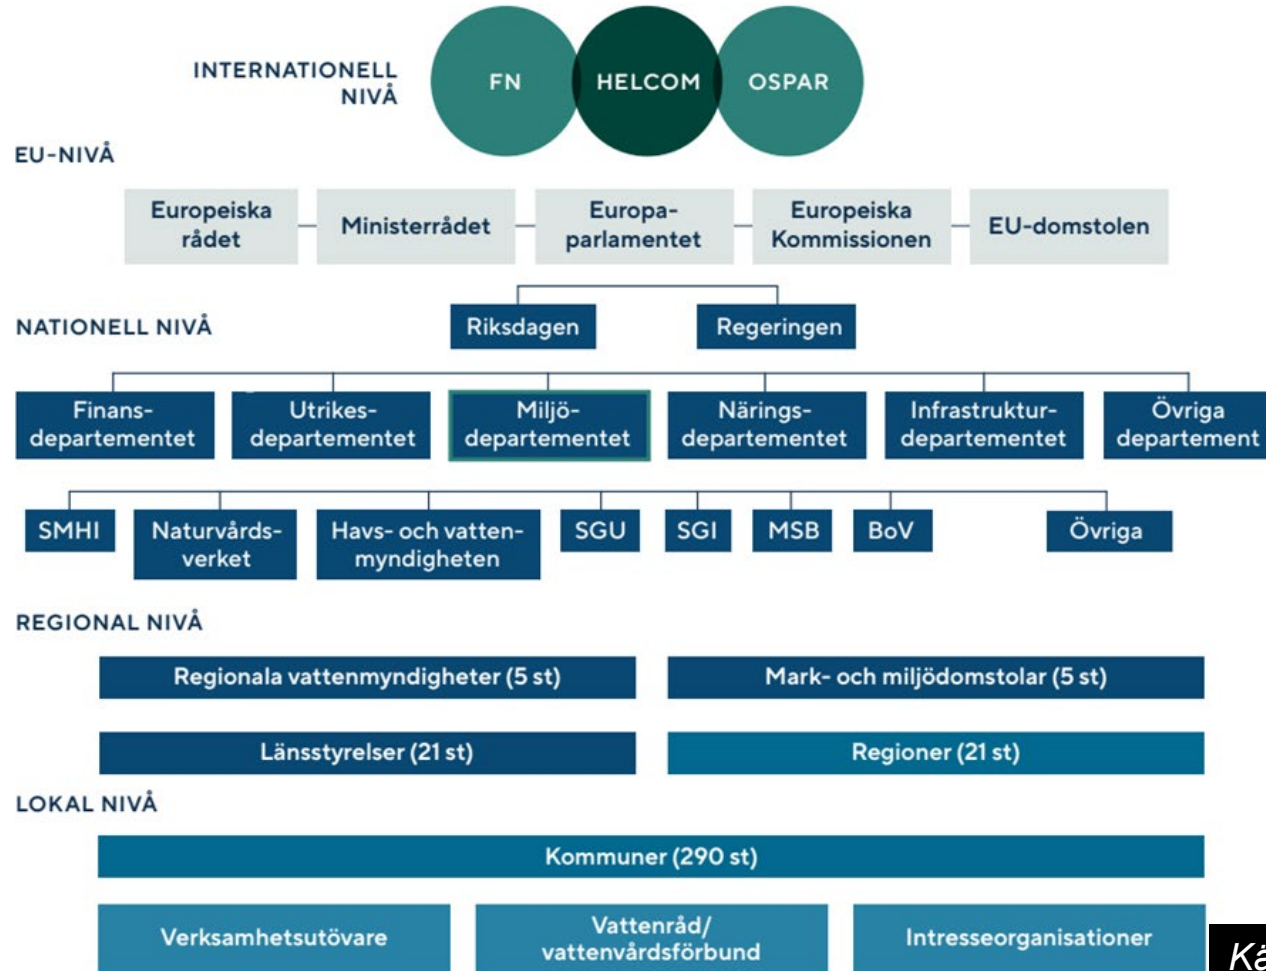 INTERNATIONELL
NIVÅ
FN
HELCOM
OSPAR
EU-NIVÅ
Europeiska
rådet
Ministerrådet
Europa-
parlamentet
Europeiska
Kommissionen
EU-domstolen
NATIONELL NIVÅ
Riksdagen
Regeringen
Finans-
departementet
Utrikes-
departementet
Miljö-
departementet
Närings-
departementet
Infrastruktur-
departementet
Övriga
departement
SMHI
Naturvårds-
verket
Havs- och vatten-
myndigheten
SGU
SGI
MSB
BoV
Övriga
REGIONAL NIVÅ
Regionala vattenmyndigheter (5 st)
Mark- och miljödomstolar (5 st)
Länsstyrelser (21 st)
Regioner (21 st)
LOKAL NIVÅ
Kommuner (290 st)
Verksamhetsutövare
Vattenråd/
vattenvårdsförbund
Intresseorganisationer